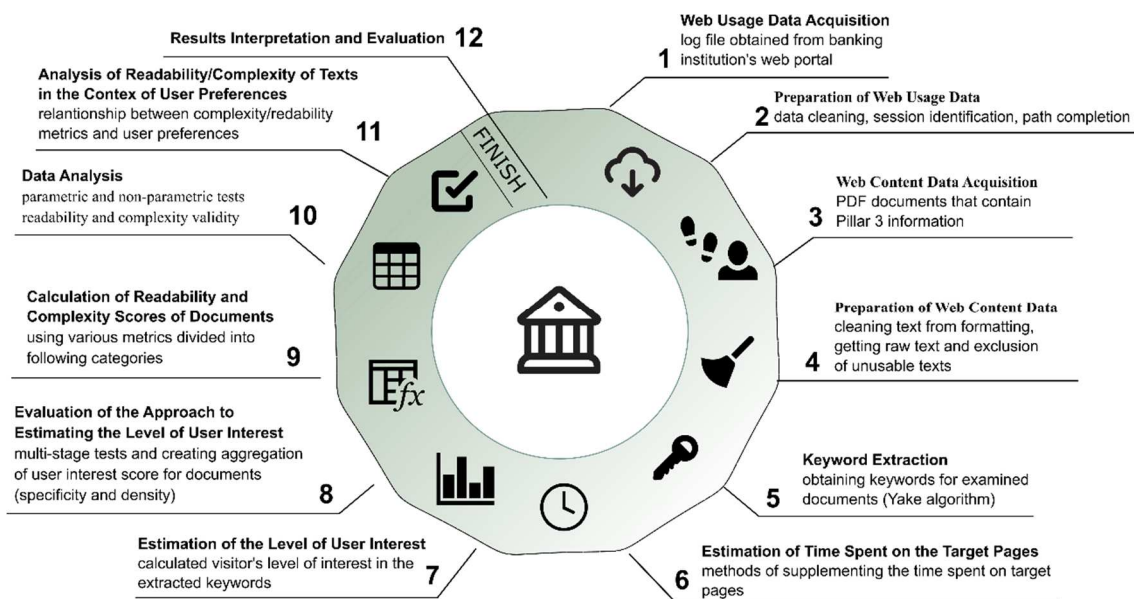 Web Usage Data Acquisition
1 log file obtained from banking
institution's web portal
Preparation of Web Usage Data
2 data cleaning, session identification, path completion
Web Content Data Acquisition
PDF documents that contain
3 Pillar 3 information
Preparation of Web Content Data
cleaning text from formatting,
getting raw text and exclusion
4 of unusable texts
Keyword Extraction
obtaining keywords for examined
5 documents (Yake algorithm)
Estimation of Time Spent on the Target Pages
6 methods of supplementing the time spent on target
pages
Estimation of the Level of User Interest
calculated visitor's level of interest in the
extracted keywords 7
Evaluation of the Approach to
Estimating the Level of User Interest
multi-stage tests and creating aggregation
of user interest score for documents
(specificity and density) 8
Calculation of Readability and
Complexity Scores of Documents
using various metrics divided into
following categories 9
Data Analysis
parametric and non-parametric tests
readability and complexity validity 10
Analysis of Readability/Complexity of Texts
in the Contex of User Preferences
relantionship between complexity/redability
metrics and user preferences 11
Results Interpretation and Evaluation 12
FINISH
fx